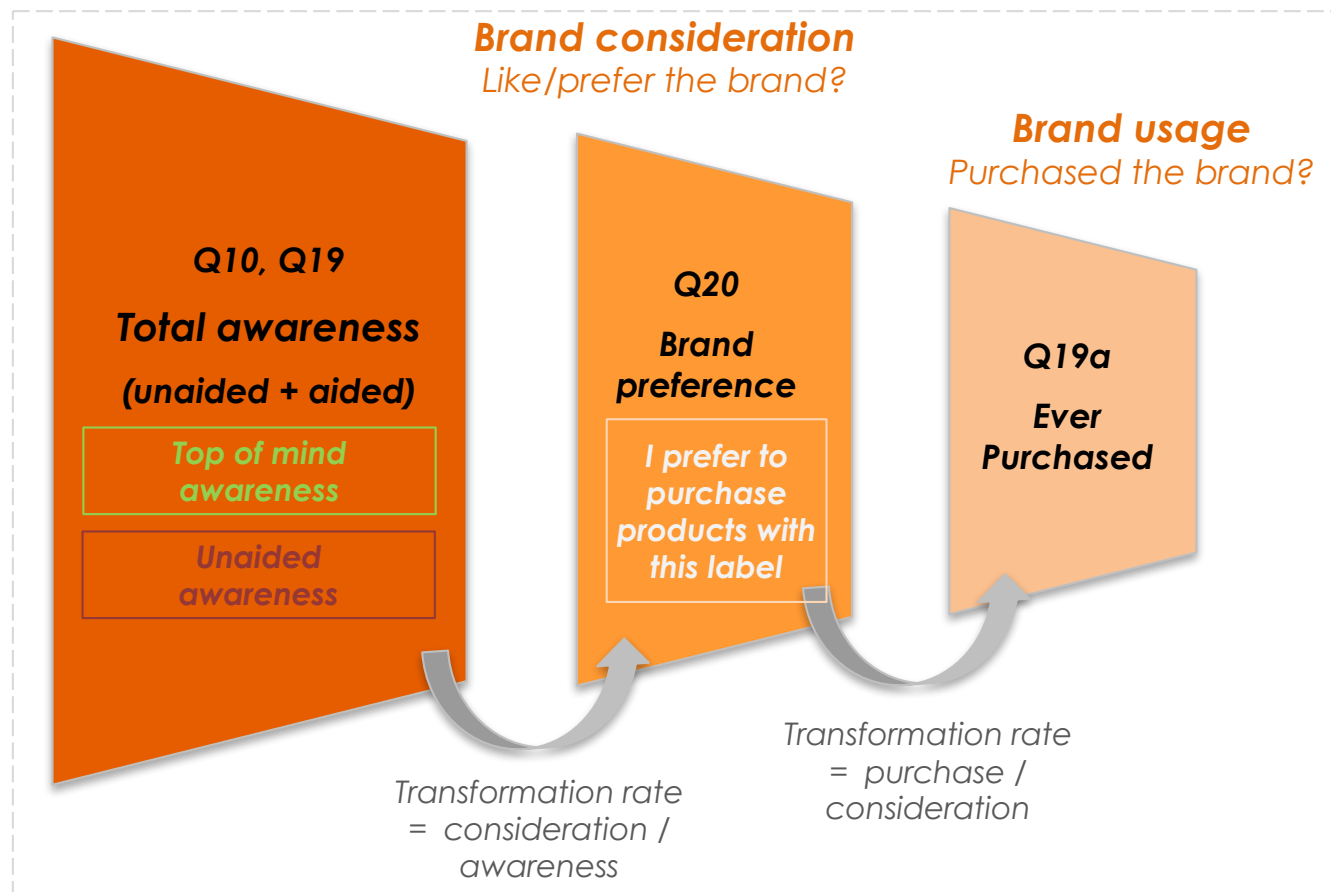 Brand consideration
Like/prefer the brand?
Brand usage
Purchased the brand?
Q10, Q19
Total awareness
(unaided + aided)
Top of mind
awareness
Unaided
awareness
Q20
Brand
preference
I prefer to
purchase
products with
this label
Q19a
Ever
Purchased
Transformation rate
= consideration /
awareness
Transformation rate
= purchase /
consideration